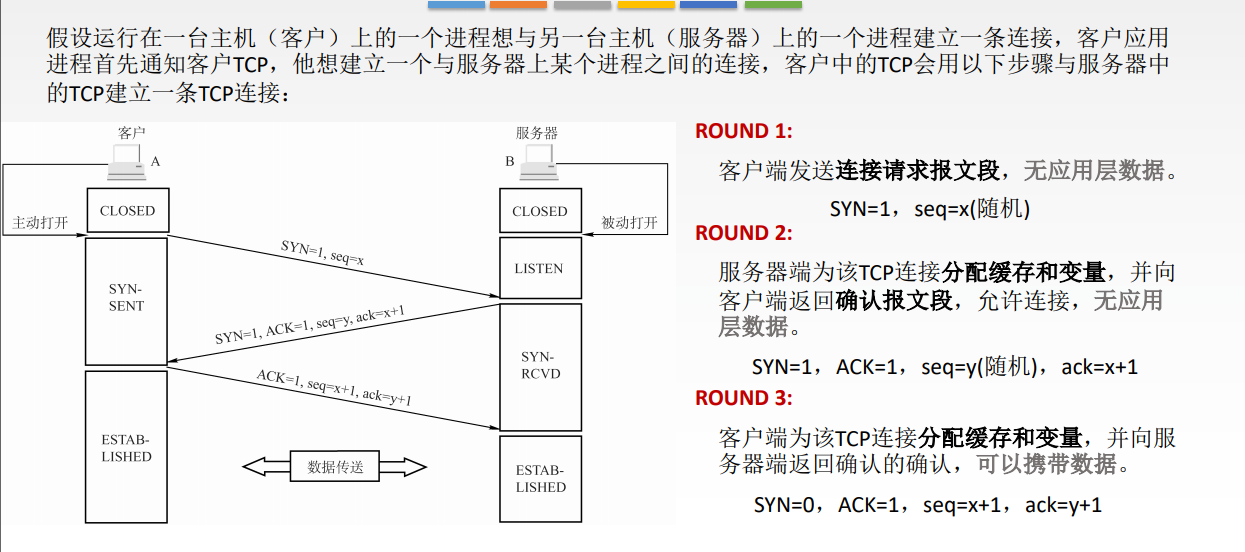 假设运行在一台主机（客户）上的一个进程想与另一台主机（服务器）上的一个进程建立一条连接，客户应用
进程首先通知客户TCP，他想建立一个与服务器上某个进程之间的连接，客户中的TCP会用以下步骤与服务器中
的TCP建立一条TCP连接：
客户
A
服务器
B
CLOSED
主动打开
CLOSED
被动打开
SYN=1, seq=x
LISTEN
SYN-
SENT
SYN=1, ACK=1, seq=y, ack=x+1
SYN-
RCVD
ACK=1, seq=x+1, ack=y+1
ESTAB-
LISHED
数据传送
ESTAB-
LISHED
ROUND 1:
客户端发送连接请求报文段，无应用层数据。
SYN=1，seq=x(随机)
ROUND 2:
服务器端为该TCP连接分配缓存和变量，并向
客户端返回确认报文段，允许连接，无应用
层数据。
SYN=1，ACK=1，seq=y(随机)，ack=x+1
ROUND 3:
客户端为该TCP连接分配缓存和变量，并向服
务器端返回确认的确认，可以携带数据。
SYN=0，ACK=1，seq=x+1，ack=y+1